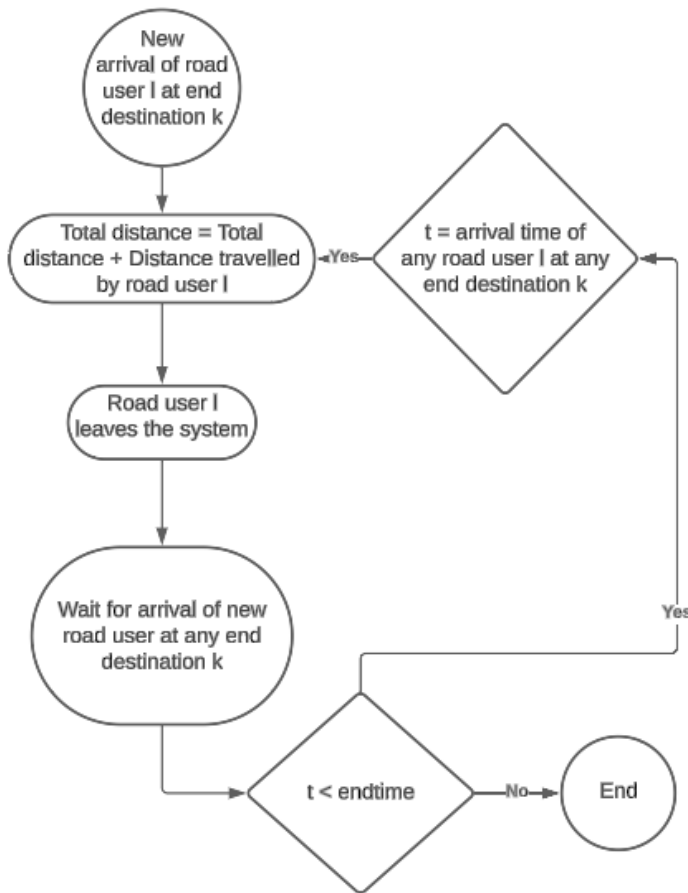 New
arrival of road
user l at end
destination k
Total distance = Total
distance + Distance travelled
by road user l
Yes
t = arrival time of
any road user l at any
end destination k
Road user l
leaves the system
Wait for arrival of new
road user at any end
destination k
Yes
t < endtime
No
End